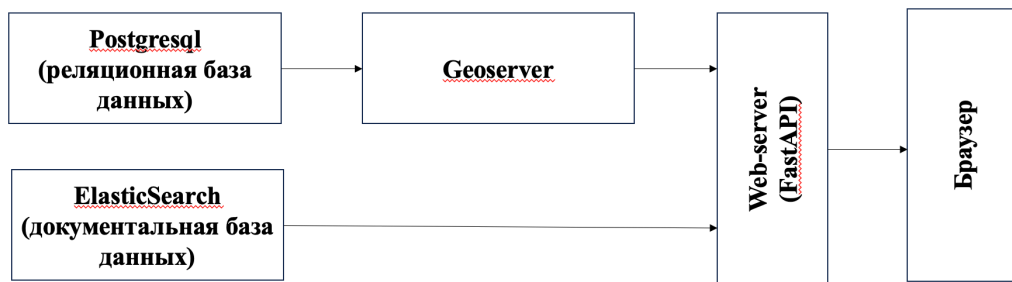 Postgresql
(реляционная база
данных)
Geoserver
ElasticSearch
(документальная база
данных)
Web-server
(FastAPI)
Браузер